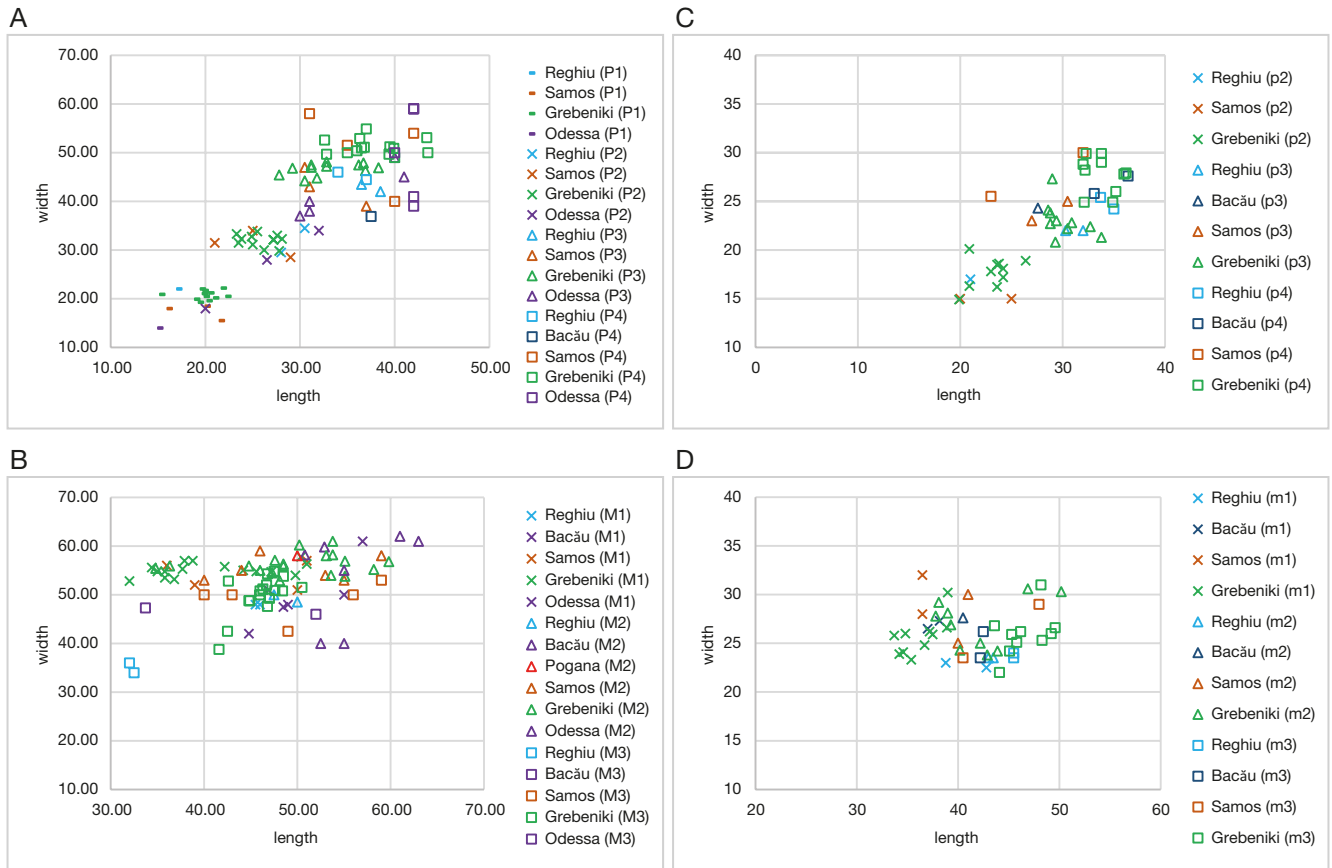 A
70.00
60.00
50.00
40.00
30.00
20.00
10.00
width
10.00 20.00 30.00 40.00 50.00
length
Reghiu (P1)
Samos (P1)
Grebeniki (P1)
Odessa (P1)
Reghiu (P2)
Samos (P2)
Grebeniki (P2)
Odessa (P2)
Reghiu (P3)
Samos (P3)
Grebeniki (P3)
Odessa (P3)
Reghiu (P4)
Bacău (P4)
Samos (P4)
Grebeniki (P4)
Odessa (P4)
C
40
35
30
25
20
15
10
width
0 10 20 30 40
length
Reghiu (p2)
Samos (p2)
Grebeniki (p2)
Reghiu (p3)
Bacău (p3)
Samos (p3)
Grebeniki (p3)
Reghiu (p4)
Bacău (p4)
Samos (p4)
Grebeniki (p4)
B
70.00
60.00
50.00
40.00
30.00
20.00
10.00
width
30.00 40.00 50.00 60.00 70.00
length
Reghiu (M1)
Bacău (M1)
Samos (M1)
Grebeniki (M1)
Odessa (M1)
Reghiu (M2)
Bacău (M2)
Pogana (M2)
Samos (M2)
Grebeniki (M2)
Odessa (M2)
Reghiu (M3)
Bacău (M3)
Samos (M3)
Grebeniki (M3)
Odessa (M3)
D
40
35
30
25
20
15
10
width
20 30 40 50 60
length
Reghiu (m1)
Bacău (m1)
Samos (m1)
Grebeniki (m1)
Reghiu (m2)
Bacău (m2)
Samos (m2)
Grebeniki (m2)
Reghiu (m3)
Bacău (m3)
Samos (m3)
Grebeniki (m3)